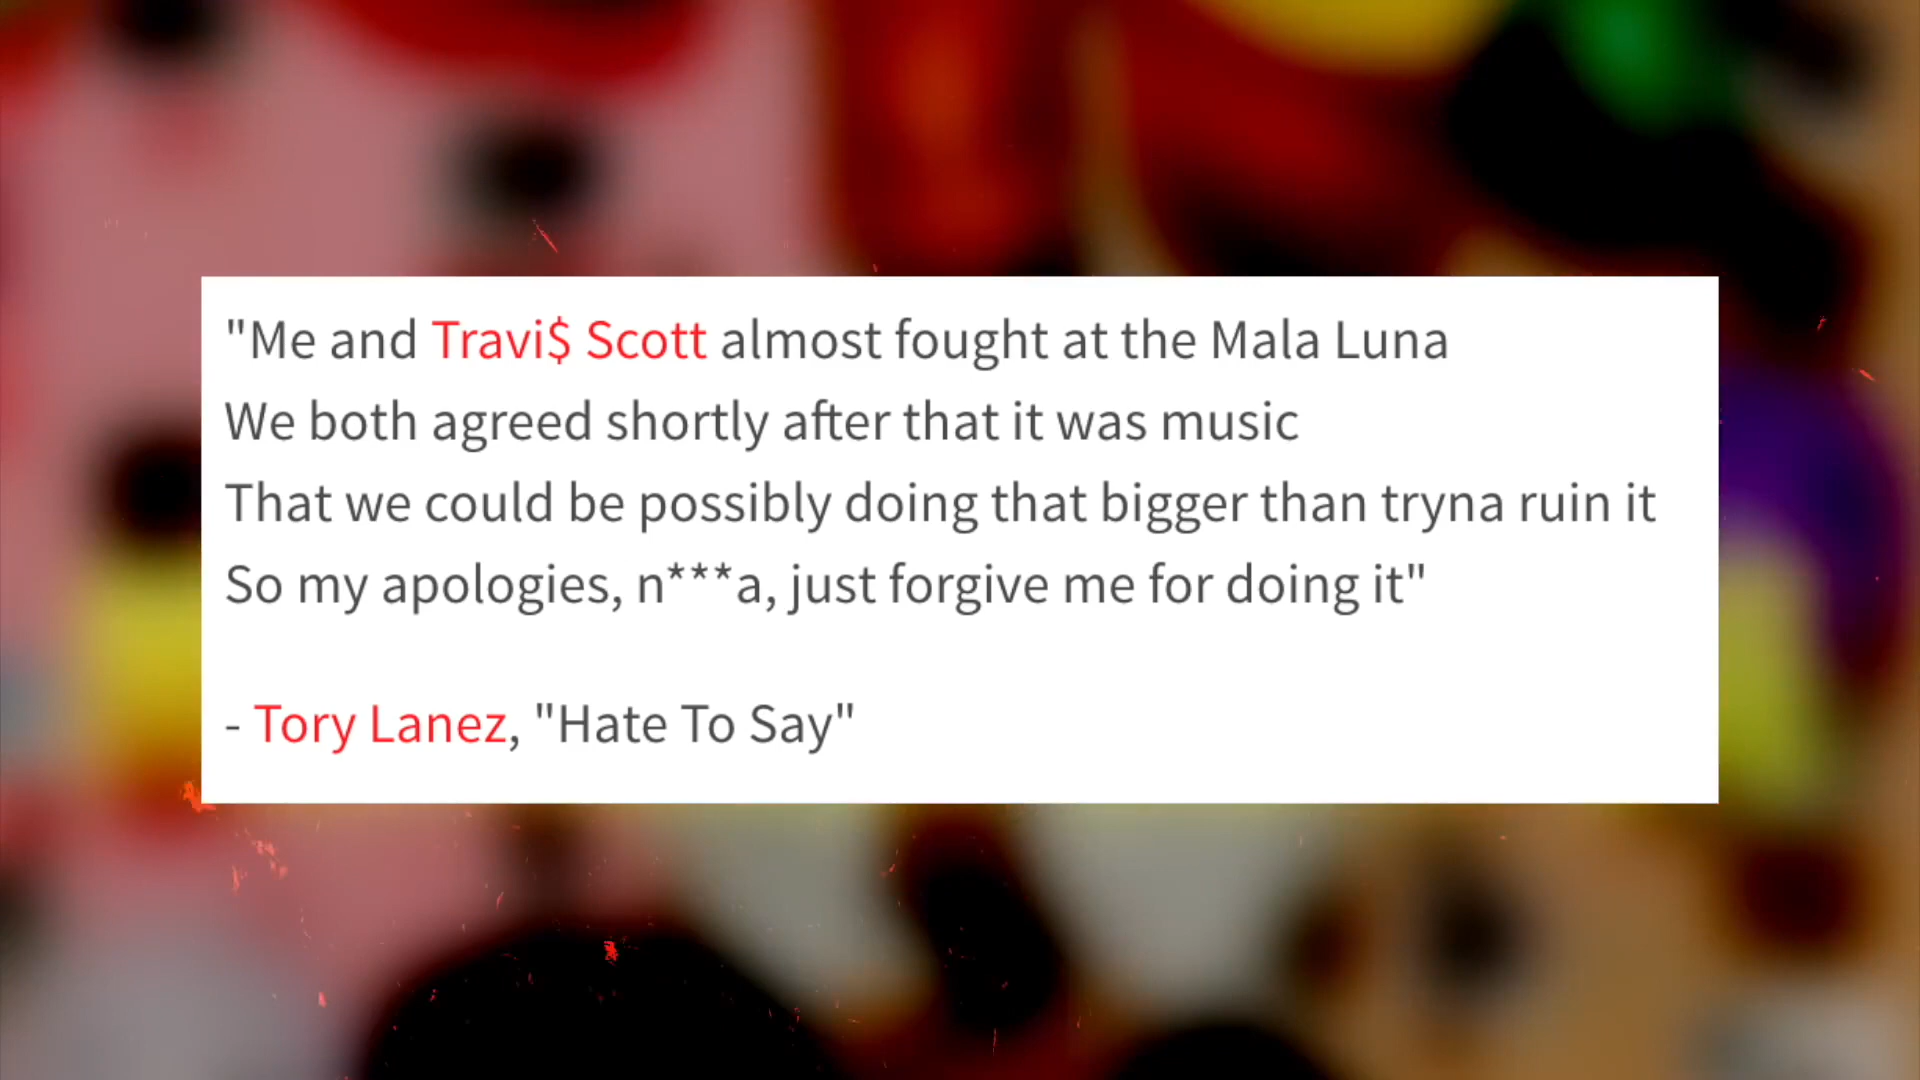 "Me and Travi$ Scott almost fought at the Mala Luna
We both agreed shortly after that it was music
That we could be possibly doing that bigger than tryna ruin it
So my apologies, n***a, just forgive me for doing it"
- Tory Lanez, "Hate To Say"